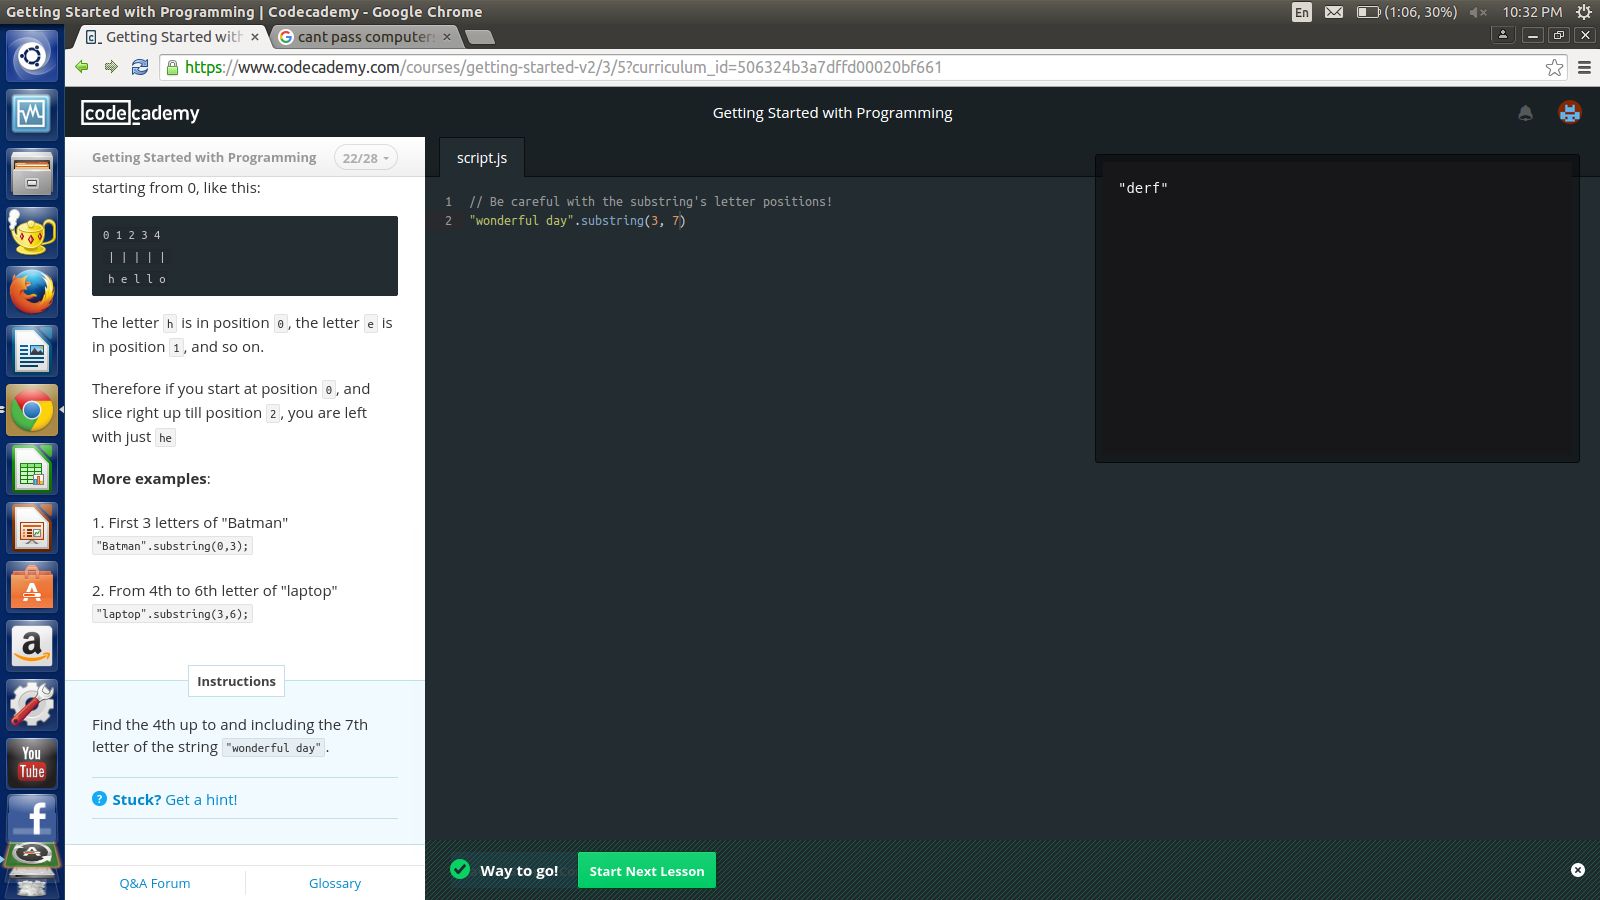 Getting Started with Programming | Codecademy - Google Chrome
En
(1:06, 30%)
10:32 PM
Getting Started with
cant pass computer
https://www.codecademy.com/courses/getting-started-v2/3/5?curriculum_id=506324b3a7dffd00020bf661
codecademy
Getting Started with Programming
Getting Started with Programming
22/28
starting from 0, like this:
0 1 2 3 4
| | | | |
h e l l o
The letter h is in position 0, the letter e is
in position 1, and so on.
Therefore if you start at position 0, and
slice right up till position 2, you are left
with just he
More examples:
1. First 3 letters of "Batman"
"Batman".substring(0,3);
2. From 4th to 6th letter of "laptop"
"laptop".substring(3,6);
Instructions
Find the 4th up to and including the 7th
letter of the string "wonderful day".
? Stuck? Get a hint!
Q&A Forum
Glossary
script.js
1 // Be careful with the substring's letter positions!
2 "wonderful day".substring(3, 7)
"derf"
Way to go!
Start Next Lesson
You
Tube
f
a